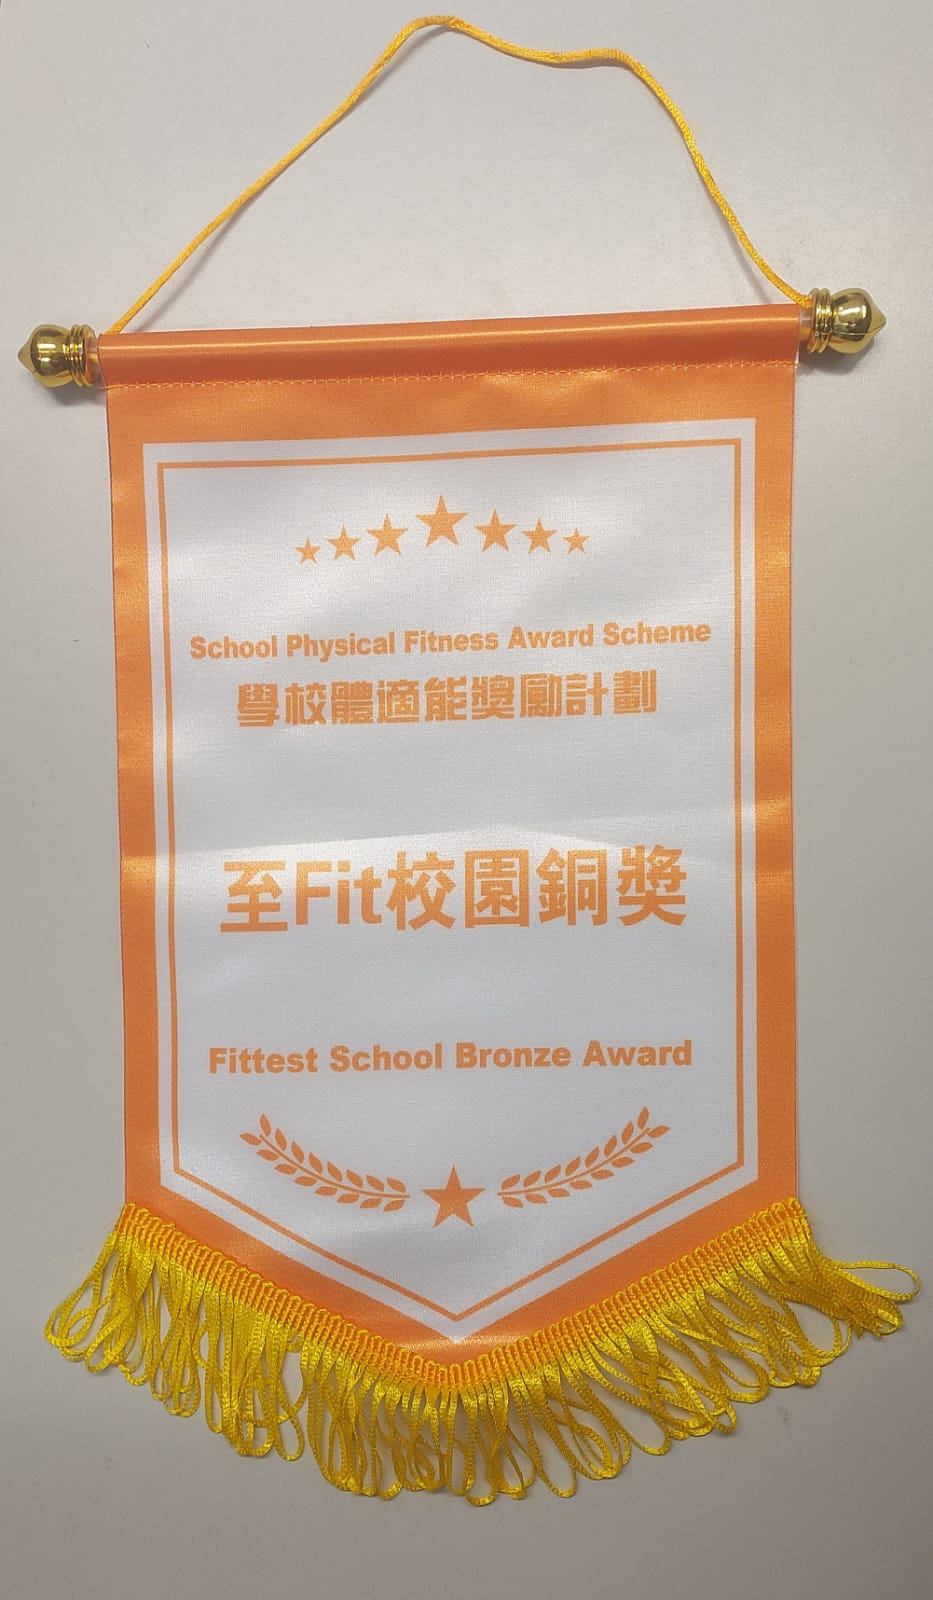 School Physical Fitness Award Scheme
學校體適能獎勵計劃
至Fit校園銅獎
Fittest School Bronze Award